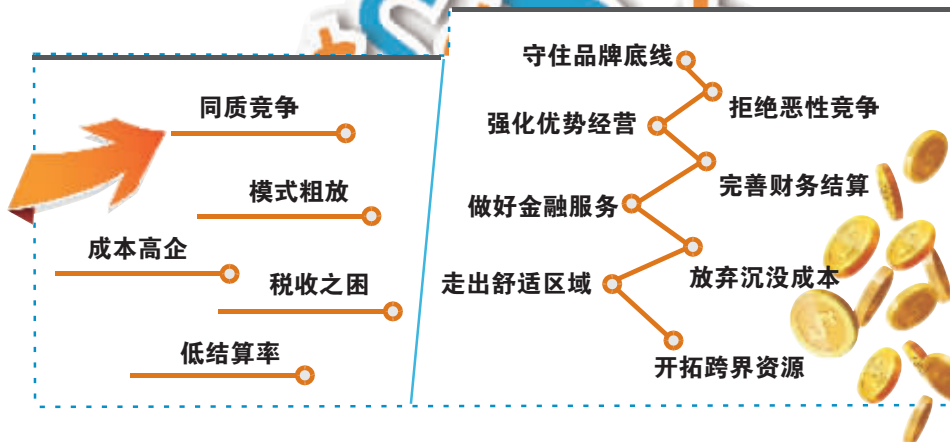 同质竞争
模式粗放
成本高企
税收之困
低结算率
守住品牌底线
拒绝恶性竞争
强化优势经营
完善财务结算
做好金融服务
放弃沉没成本
走出舒适区域
开拓跨界资源